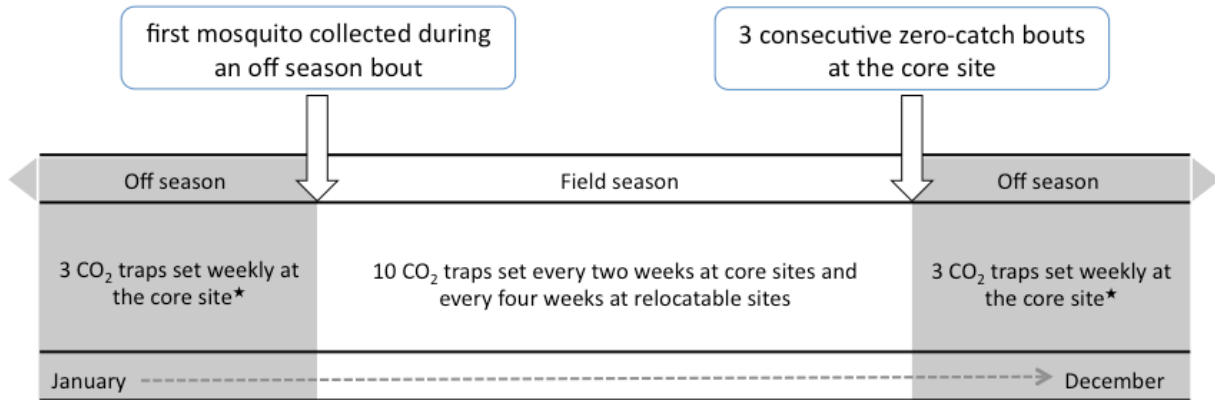 first mosquito collected during
an off season bout
3 consecutive zero-catch bouts
at the core site
Off season
Field season
Off season
3 CO₂ traps set weekly at
the core site★
10 CO₂ traps set every two weeks at core sites and
every four weeks at relocatable sites
3 CO₂ traps set weekly at
the core site★
January
December